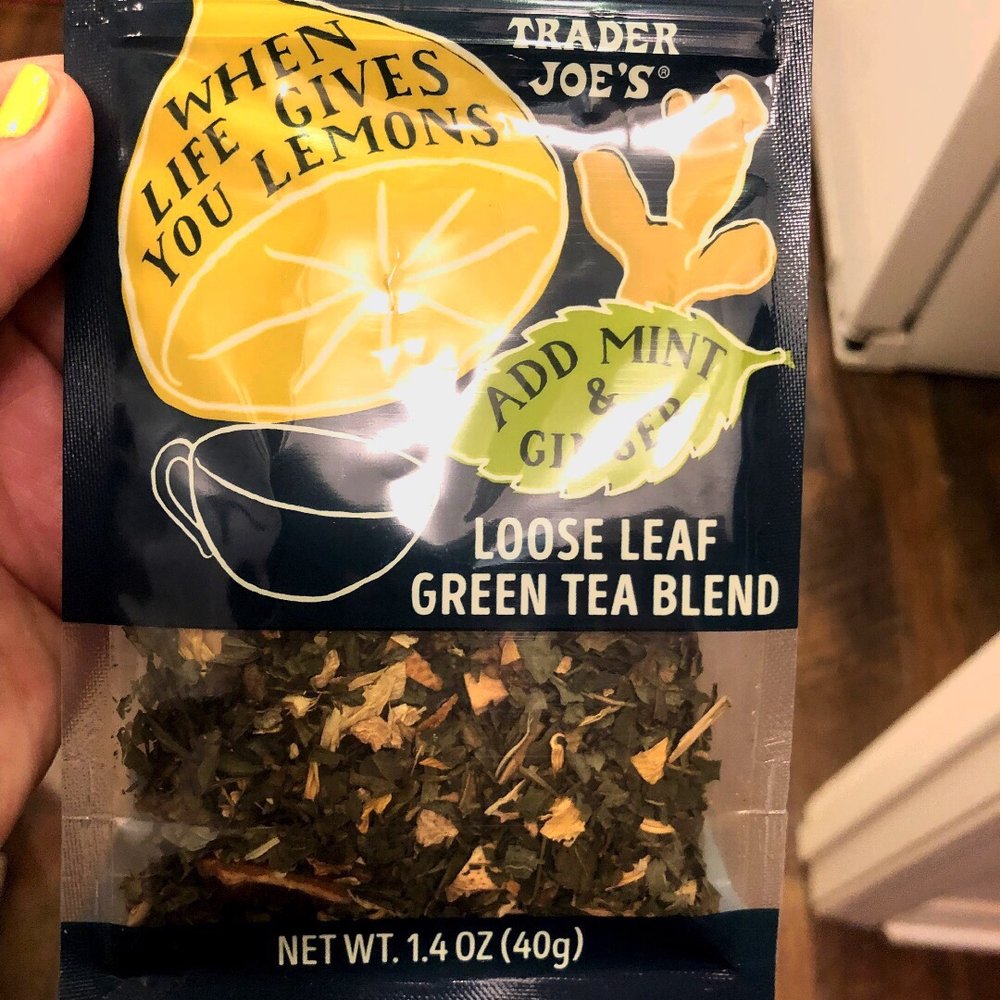 TRADER
JOE'S®
WHEN
LIFE GIVES
YOU LEMONS
ADD MINT
&
GINGER
LOOSE LEAF
GREEN TEA BLEND
NET WT. 1.4 OZ (40g)